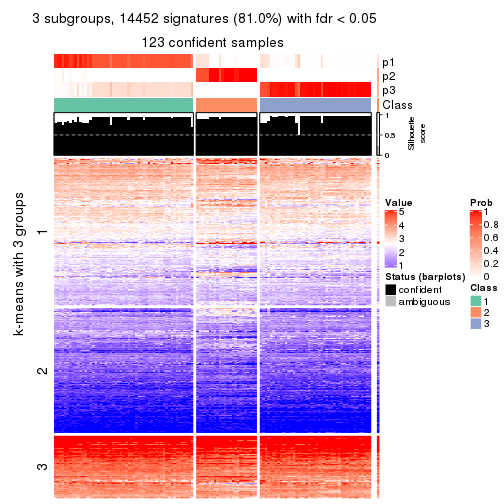 3 subgroups, 14452 signatures (81.0%) with fdr < 0.05
123 confident samples
p1
p2
p3
Class
1
0.5
0
Silhouette
score
k-means with 3 groups
1
2
3
Value
5
4
3
2
1
Status (barplots)
confident
ambiguous
Prob
1
0.8
0.6
0.4
0.2
0
Class
1
2
3